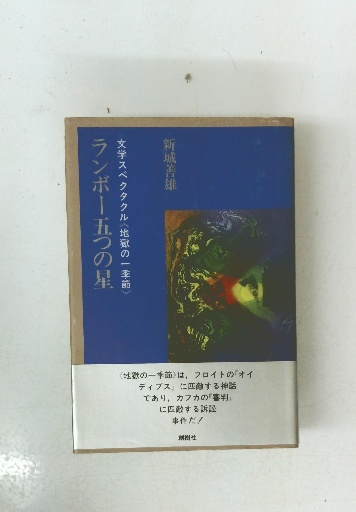 新城善雄
文学スペクタクル《地獄の一季節》
ランボー五つの星
《地獄の一季節》は，フロイトの『オイ
ディプス』に匹敵する神話
であり，カフカの『審判』
に匹敵する訴訟
事件だ！
創樹社